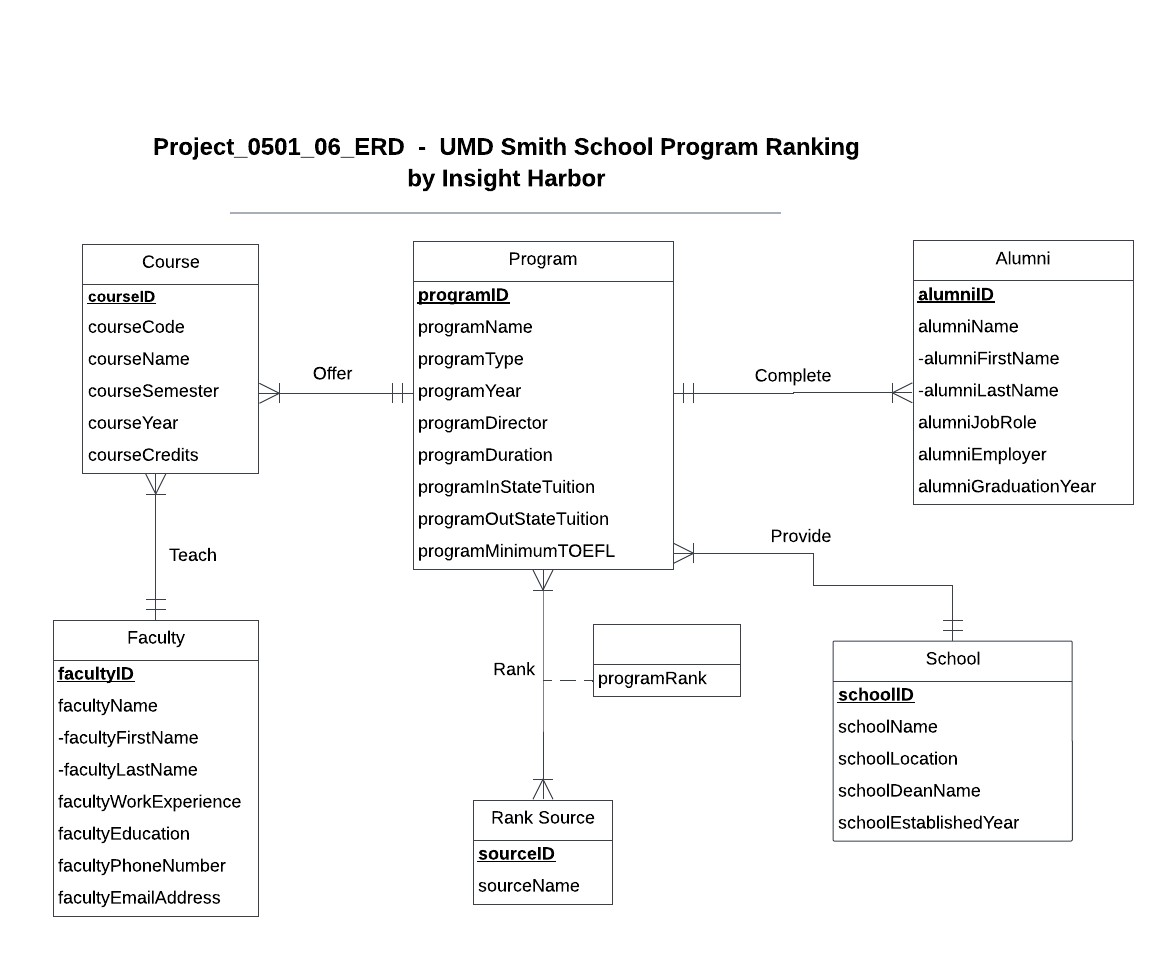 Project_0501_06_ERD - UMD Smith School Program Ranking
by Insight Harbor
Course
courseID
courseCode
courseName
courseSemester
courseYear
courseCredits
Offer
Program
programID
programName
programType
programYear
programDirector
programDuration
programInStateTuition
programOutStateTuition
programMinimumTOEFL
Complete
Alumni
alumniID
alumniName
-alumniFirstName
-alumniLastName
alumniJobRole
alumniEmployer
alumniGraduationYear
Teach
Provide
Faculty
facultyID
facultyName
-facultyFirstName
-facultyLastName
facultyWorkExperience
facultyEducation
facultyPhoneNumber
facultyEmailAddress
Rank
programRank
Rank Source
sourceID
sourceName
School
schoolID
schoolName
schoolLocation
schoolDeanName
schoolEstablishedYear